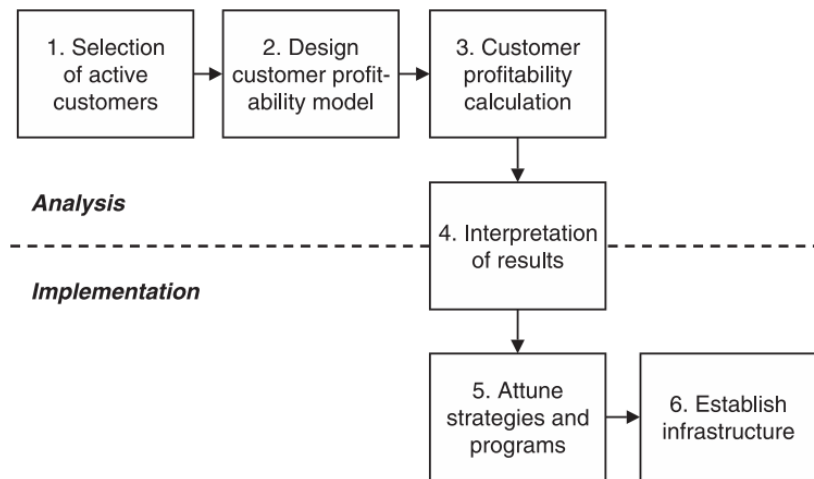 1. Selection
of active
customers
2. Design
customer profit-
ability model
3. Customer
profitability
calculation
Analysis
4. Interpretation
of results
Implementation
5. Attune
strategies and
programs
6. Establish
infrastructure